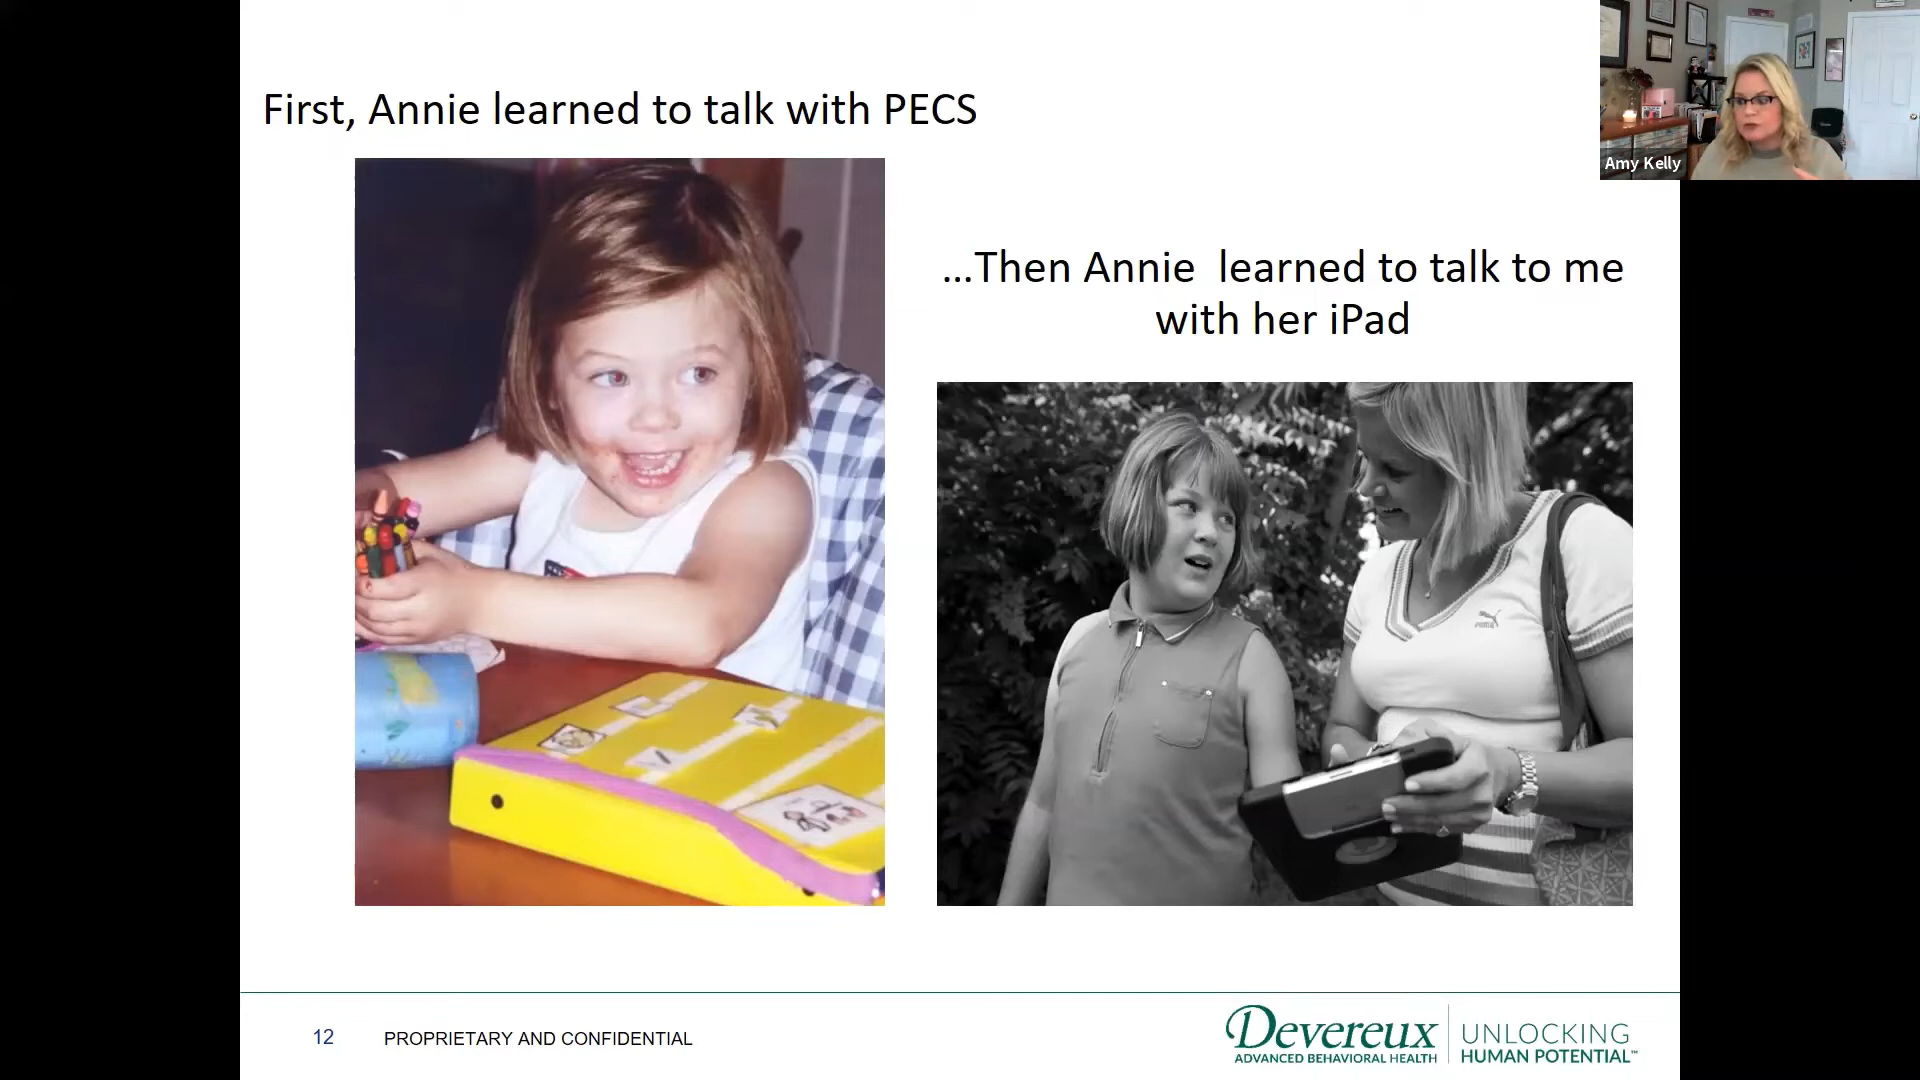 First, Annie learned to talk with PECS
Amy Kelly
...Then Annie  learned to talk to me
with her iPad
PUMA
12
PROPRIETARY AND CONFIDENTIAL
Devereux
ADVANCED BEHAVIORAL HEALTH
UNLOCKING
HUMAN POTENTIAL™